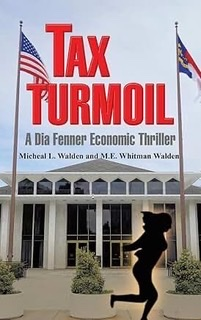 TAX
TURMOIL
A Dia Fenner Economic Thriller
Micheal L. Walden and M.E. Whitman Walden